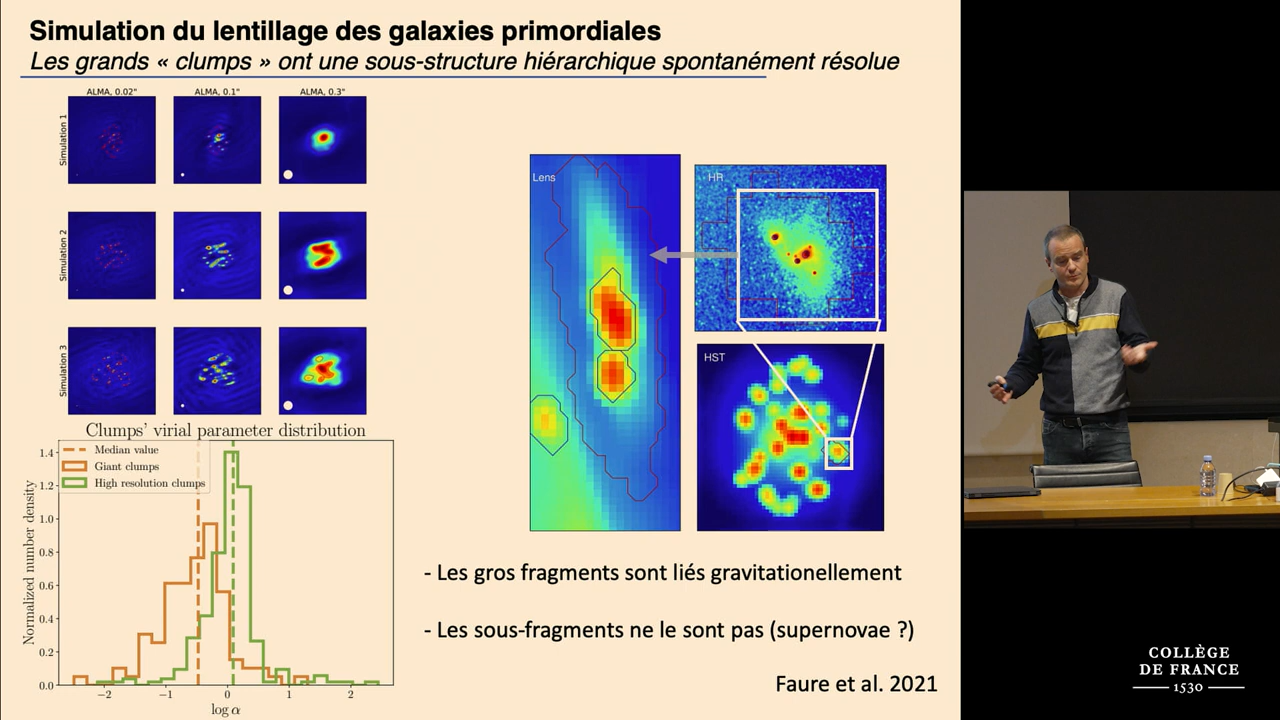 Simulation du lentillage des galaxies primordiales
Les grands « clumps » ont une sous-structure hiérarchique spontanément résolue
ALMA, 0.02" ALMA, 0.1" ALMA, 0.3"
Simulation 1
Simulation 2
Simulation 3
Lens
HR
HST
Clumps' virial parameter distribution
Median value
Giant clumps
High resolution clumps
Normalized number density
1.4
1.2
1.0
0.8
0.6
0.4
0.2
0.0
−2 −1 0 1 2
log α
- Les gros fragments sont liés gravitationellement
- Les sous-fragments ne le sont pas (supernovae ?)
Faure et al. 2021
COLLÈGE
DE FRANCE
1530